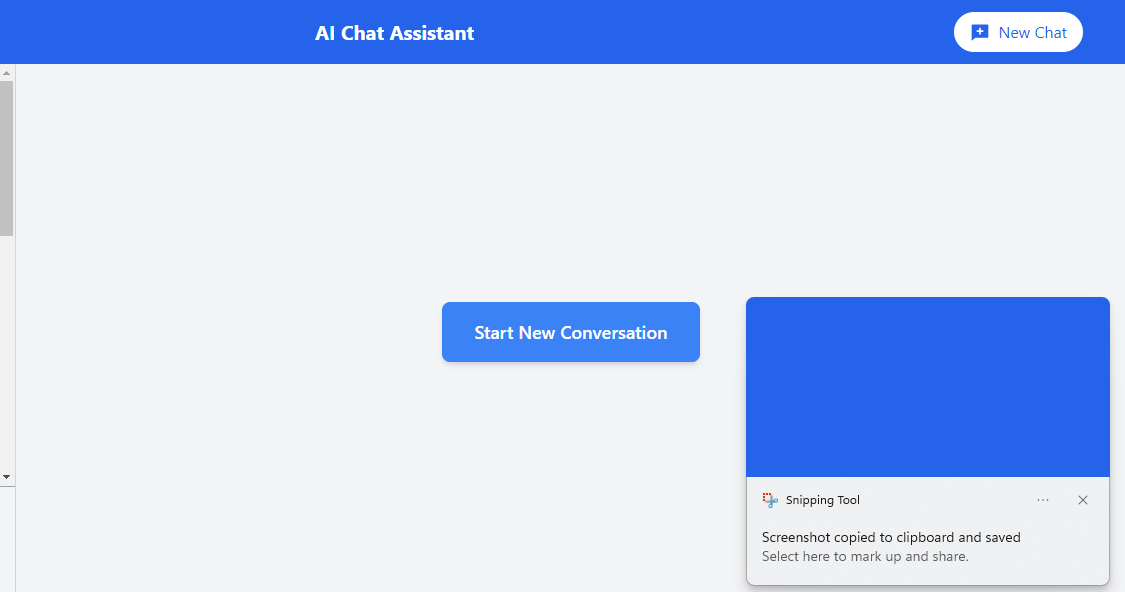 AI Chat Assistant
New Chat
Start New Conversation
Snipping Tool
Screenshot copied to clipboard and saved
Select here to mark up and share.